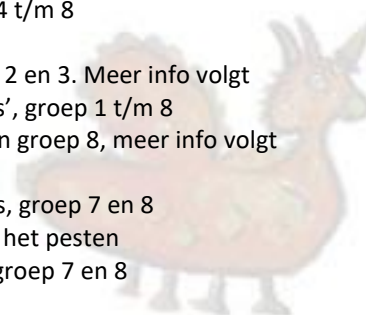 4 t/m 8
2 en 3. Meer info volgt
groep 1 t/m 8
groep 8, meer info volgt
groep 7 en 8
het pesten
groep 7 en 8